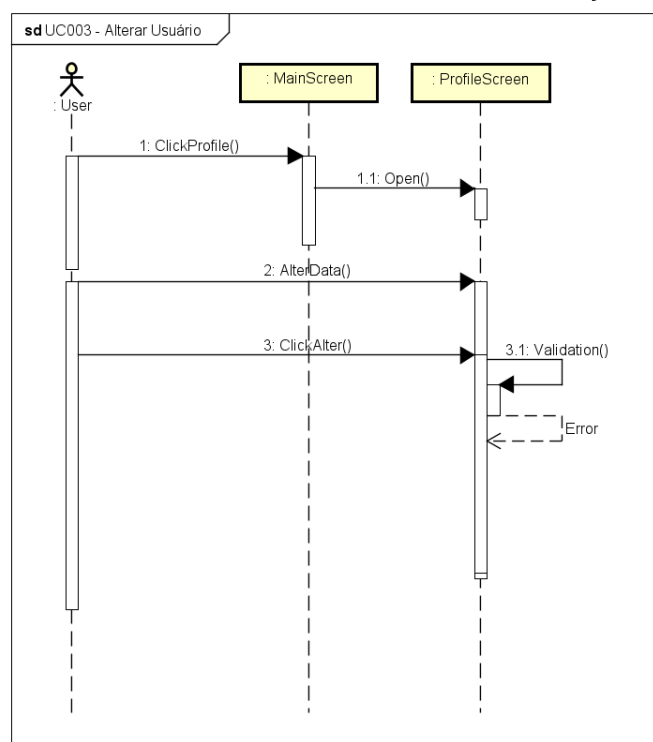 sd UC003 - Alterar Usuário
: User
: MainScreen
: ProfileScreen
1: ClickProfile()
1.1: Open()
2: AlterData()
3: ClickAlter()
3.1: Validation()
Error